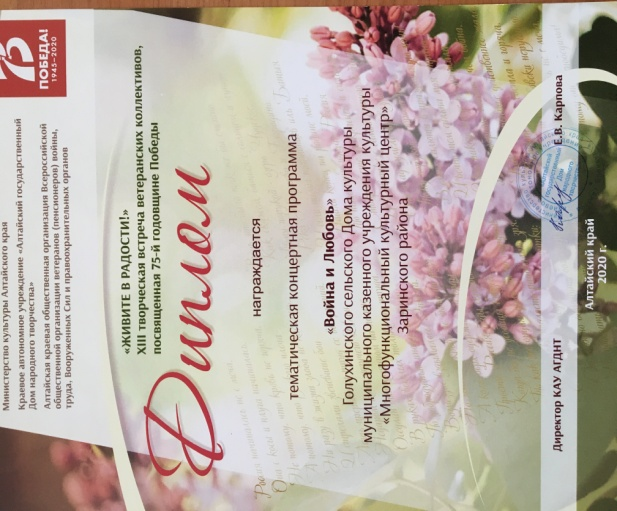 75
ПОБЕДА!
1945–2020
Министерство культуры Алтайского края
Краевое автономное учреждение «Алтайский государственный
Дом народного творчества»
Алтайская краевая общественная организация Всероссийской
общественной организации ветеранов (пенсионеров) войны,
труда, Вооруженных Сил и правоохранительных органов
«ЖИВИТЕ В РАДОСТИ!»
XIII творческая встреча ветеранских коллективов,
посвященная 75-й годовщине Победы
Диплом
награждается
тематическая концертная программа
«Война и Любовь»
Голухинского сельского Дома культуры
муниципального казенного учреждения культуры
«Многофункциональный культурный центр»
Заринского района
Директор КАУ АГДНТ Е.В. Карпова
Алтайский край
2020 г.